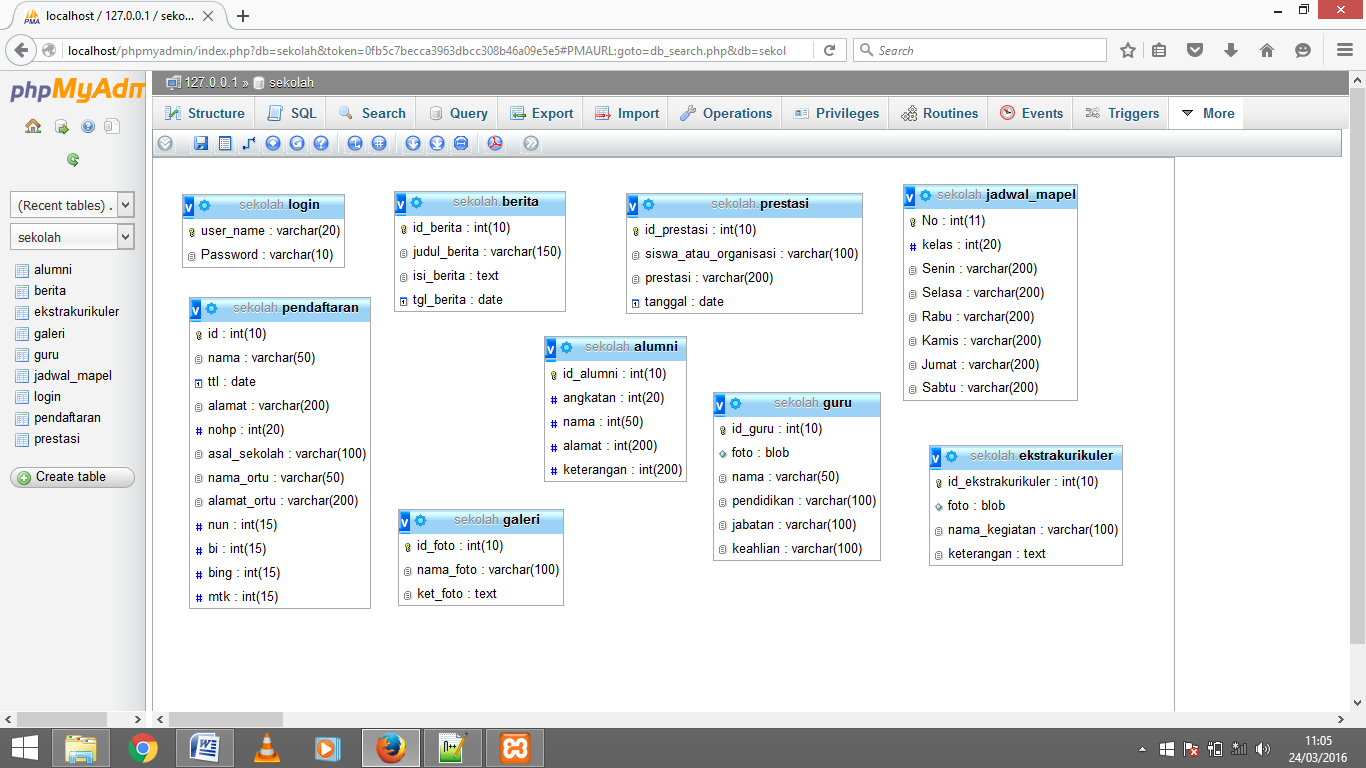 localhost / 127.0.0.1 / seko...
localhost/phpmyadmin/index.php?db=sekolah&token=0fb5c7becca3963dbcc308b46a09e5e5#PMAURL:goto=db_search.php&db=sekol
Search
phpMyAdm
127.0.0.1 » sekolah
Structure SQL Search Query Export Import Operations Privileges Routines Events Triggers More
(Recent tables) .
sekolah
alumni
berita
ekstrakurikuler
galeri
guru
jadwal_mapel
login
pendaftaran
prestasi
Create table
sekolah.login
user_name : varchar(20)
Password : varchar(10)
sekolah.berita
id_berita : int(10)
judul_berita : varchar(150)
isi_berita : text
tgl_berita : date
sekolah.prestasi
id_prestasi : int(10)
siswa_atau_organisasi : varchar(100)
prestasi : varchar(200)
tanggal : date
sekolah.jadwal_mapel
No : int(11)
kelas : int(20)
Senin : varchar(200)
Selasa : varchar(200)
Rabu : varchar(200)
Kamis : varchar(200)
Jumat : varchar(200)
Sabtu : varchar(200)
sekolah.pendaftaran
id : int(10)
nama : varchar(50)
ttl : date
alamat : varchar(200)
nohp : int(20)
asal_sekolah : varchar(100)
nama_ortu : varchar(50)
alamat_ortu : varchar(200)
nun : int(15)
bi : int(15)
bing : int(15)
mtk : int(15)
sekolah.alumni
id_alumni : int(10)
angkatan : int(20)
nama : int(50)
alamat : int(200)
keterangan : int(200)
sekolah.guru
id_guru : int(10)
foto : blob
nama : varchar(50)
pendidikan : varchar(100)
jabatan : varchar(100)
keahlian : varchar(100)
sekolah.ekstrakurikuler
id_ekstrakurikuler : int(10)
foto : blob
nama_kegiatan : varchar(100)
keterangan : text
sekolah.galeri
id_foto : int(10)
nama_foto : varchar(100)
ket_foto : text
11:05
24/03/2016